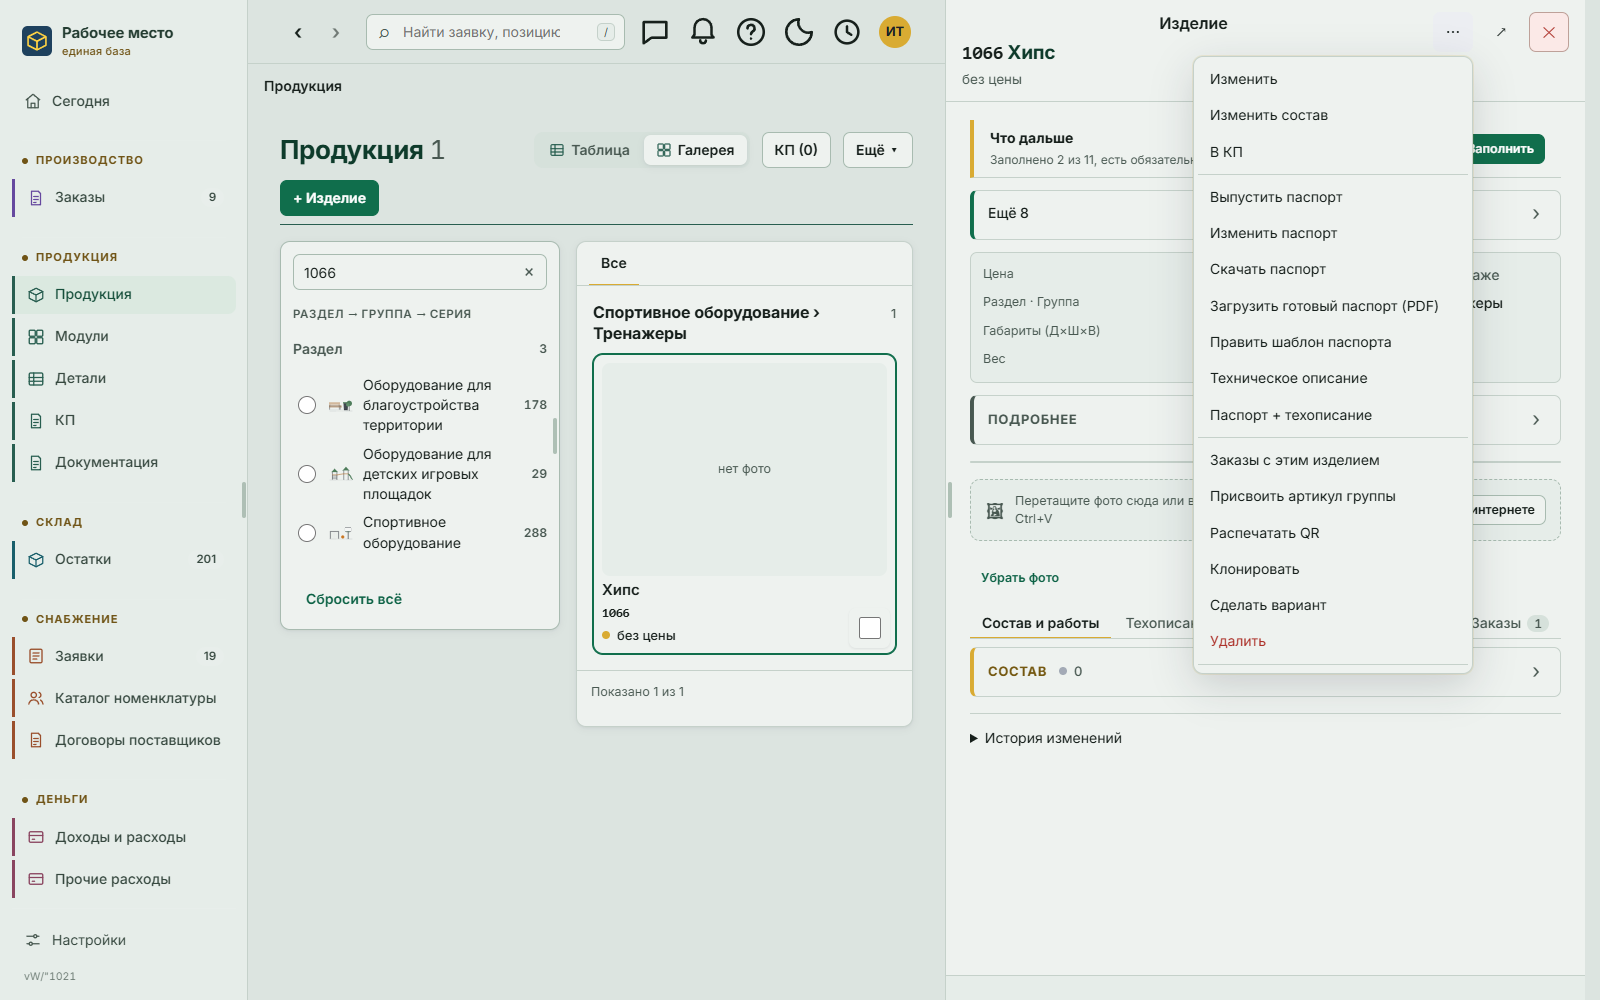 Рабочее место
единая база
Сегодня
ПРОИЗВОДСТВО
Заказы 9
ПРОДУКЦИЯ
Продукция
Модули
Детали
КП
Документация
СКЛАД
Остатки 201
СНАБЖЕНИЕ
Заявки 19
Каталог номенклатуры
Договоры поставщиков
ДЕНЬГИ
Доходы и расходы
Прочие расходы
Настройки
vW/"1021
Найти заявку, позицию /
ИТ
Продукция
Продукция 1
Таблица
Галерея
КП (0)
Ещё
+ Изделие
1066 ×
РАЗДЕЛ → ГРУППА → СЕРИЯ
Раздел 3
Оборудование для
благоустройства 178
территории
Оборудование для
детских игровых 29
площадок
Спортивное 288
оборудование
Сбросить всё
Все
Спортивное оборудование › 1
Тренажеры
нет фото
Хипс
1066
без цены
Показано 1 из 1
Изделие
1066 Хипс
без цены
...
Что дальше
Заполнено 2 из 11, есть
Заполнить
Ещё 8
Цена
Раздел · Группа
Габариты (Д×Ш×В)
Вес
ПОДРОБНЕЕ
Перетащите фото сюда или
Ctrl+V
интернете
Убрать фото
Состав и работы
Заказы 1
СОСТАВ 0
История изменений
Изменить
Изменить состав
В КП
Выпустить паспорт
Изменить паспорт
Скачать паспорт
Загрузить готовый паспорт (PDF)
Править шаблон паспорта
Техническое описание
Паспорт + техописание
Заказы с этим изделием
Присвоить артикул группы
Распечатать QR
Клонировать
Сделать вариант
Удалить